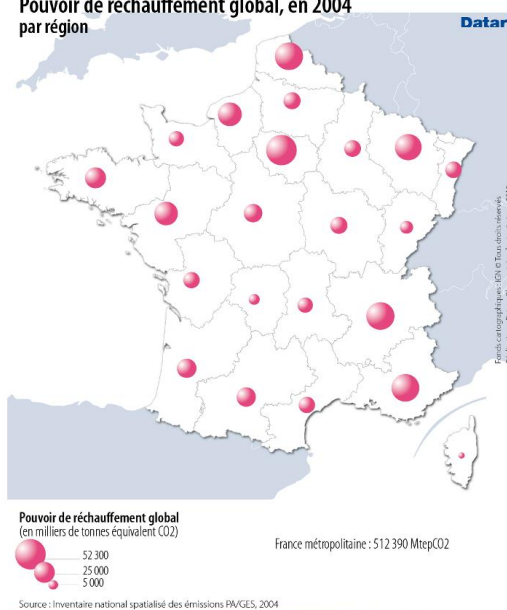 Pouvoir de réchauffement global, en 2004
par région
Datar
Fonds cartographiques : IGN © Tous droits réservés
Pouvoir de réchauffement global
(en milliers de tonnes équivalent CO2)
52 300
25 000
5 000
France métropolitaine : 512 390 MtepCO2
Source : Inventaire national spatialisé des émissions PA/GES, 2004